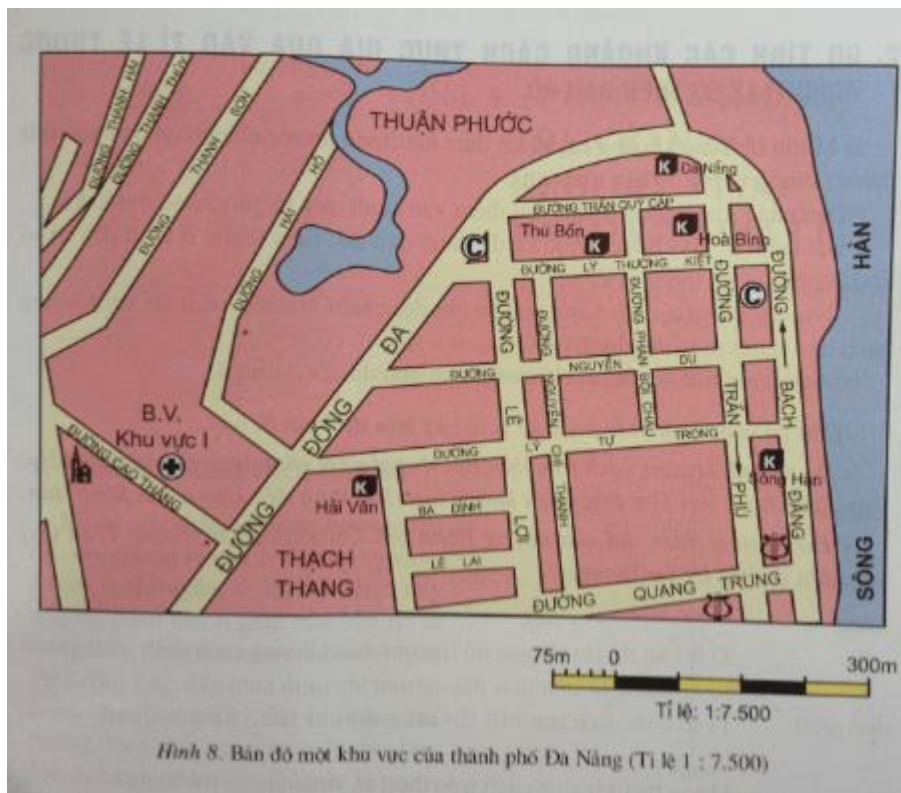 ĐƯỜNG THANH HẢI
ĐƯỜNG THANH THỦY
ĐƯỜNG THANH SƠN
ĐƯỜNG HẢI HỒ
THUẬN PHƯỚC
K Đà Nẵng
ĐƯỜNG TRẦN QUÝ CÁP
Thu Bồn K
K Hoà Bình
C
ĐƯỜNG LÝ THƯỜNG KIỆT
C
HÀN
SÔNG
ĐƯỜNG ĐỐNG ĐA
ĐƯỜNG LÊ LỢI
ĐƯỜNG NGUYỄN CHÍ THANH
ĐƯỜNG PHAN BỘI CHÂU
ĐƯỜNG TRẦN PHÚ
ĐƯỜNG BẠCH ĐẰNG
ĐƯỜNG NGUYỄN DU
B.V.
Khu vực I
ĐƯỜNG CAO THẮNG
ĐƯỜNG LÝ TỰ TRỌNG
K
Hải Vân
K
Sông Hàn
BA ĐÌNH
LÊ LAI
THẠCH
THANG
ĐƯỜNG QUANG TRUNG
75m 0 300m
Tỉ lệ: 1:7.500
Hình 8. Bản đồ một khu vực của thành phố Đà Nẵng (Tỉ lệ 1 : 7.500)